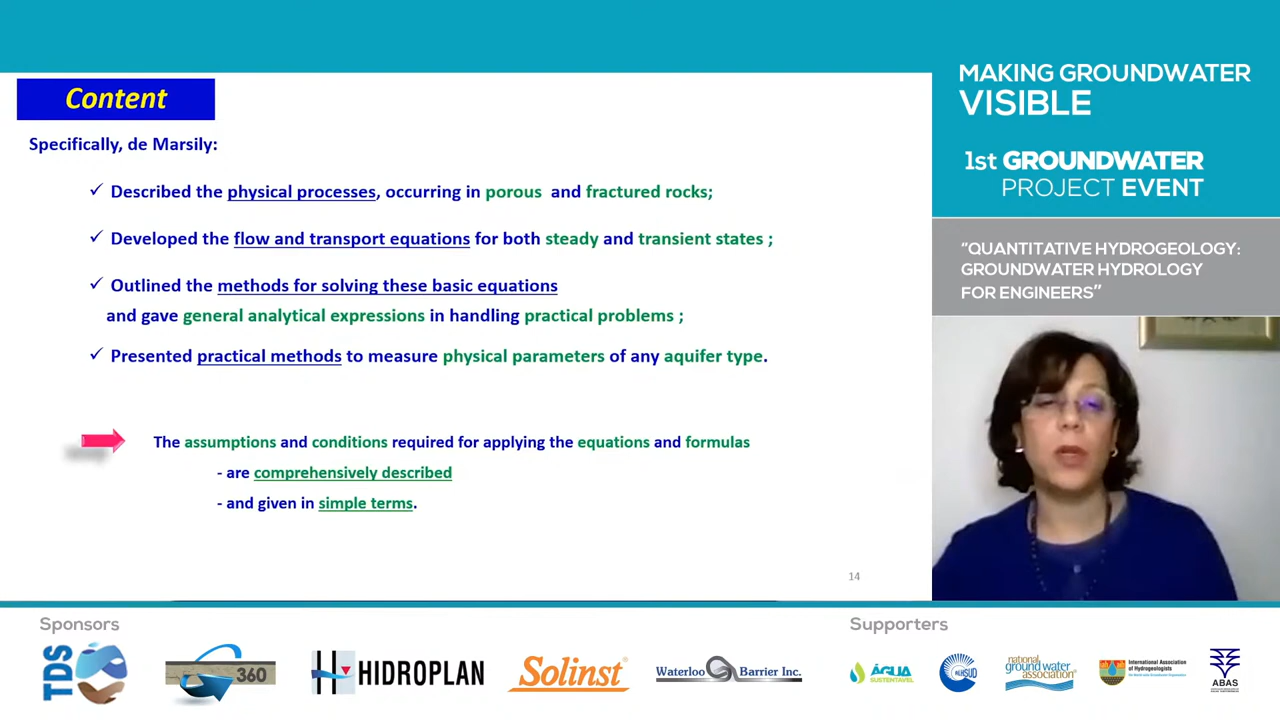 Content
Specifically, de Marsily:
✓ Described the physical processes, occurring in porous and fractured rocks;
✓ Developed the flow and transport equations for both steady and transient states ;
✓ Outlined the methods for solving these basic equations
and gave general analytical expressions in handling practical problems ;
✓ Presented practical methods to measure physical parameters of any aquifer type.
The assumptions and conditions required for applying the equations and formulas
- are comprehensively described
- and given in simple terms.
14
MAKING GROUNDWATER
VISIBLE
1st GROUNDWATER
PROJECT EVENT
“QUANTITATIVE HYDROGEOLOGY:
GROUNDWATER HYDROLOGY
FOR ENGINEERS”
Sponsors
TDS
360
HIDROPLAN
Solinst®
Waterloo Barrier Inc.
Supporters
ÁGUA
SUSTENTÁVEL
ALHSUD
national
ground water
association
International Association
of Hydrogeologists
ABAS